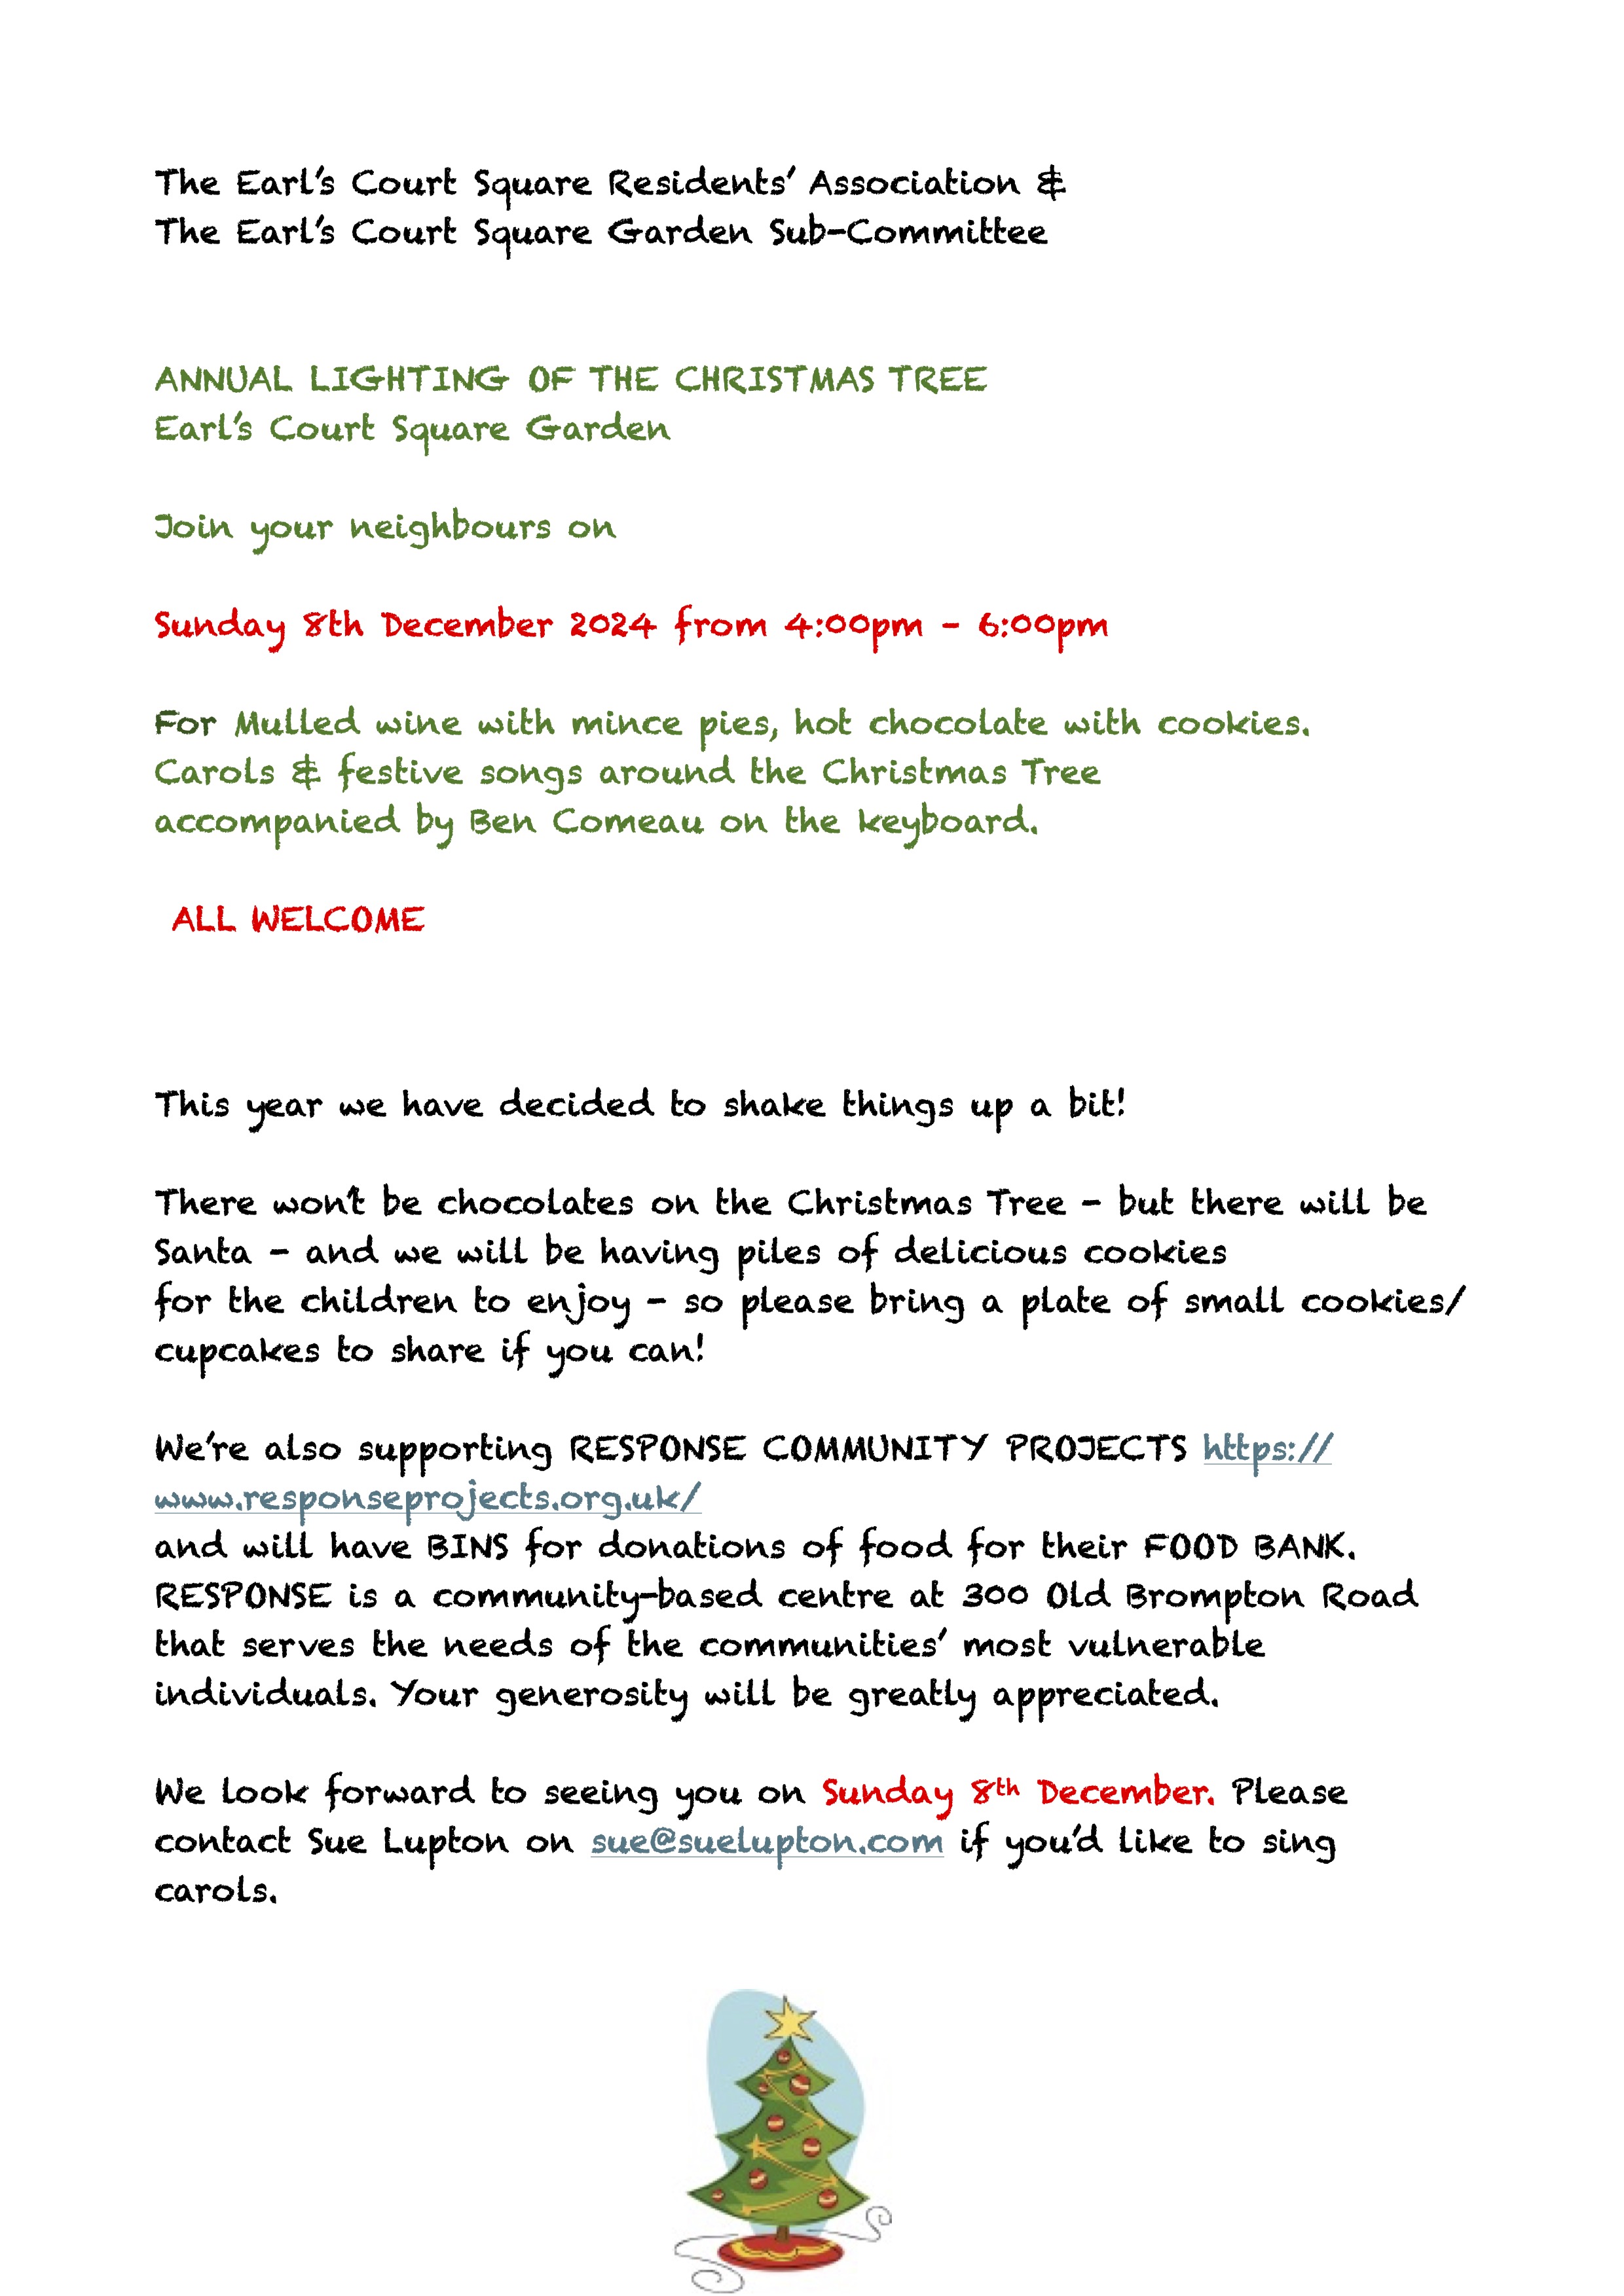 The Earl's Court Square Residents' Association &
The Earl's Court Square Garden Sub-Committee
ANNUAL LIGHTING OF THE CHRISTMAS TREE
Earl's Court Square Garden
Join your neighbours on
Sunday 8th December 2024 from 4:00pm - 6:00pm
For Mulled wine with mince pies, hot chocolate with cookies.
Carols & festive songs around the Christmas Tree
accompanied by Ben Comeau on the keyboard.
ALL WELCOME
This year we have decided to shake things up a bit!
There won't be chocolates on the Christmas Tree - but there will be
Santa - and we will be having piles of delicious cookies
for the children to enjoy - so please bring a plate of small cookies/
cupcakes to share if you can!
We're also supporting RESPONSE COMMUNITY PROJECTS https://
www.responseprojects.org.uk/
and will have BINS for donations of food for their FOOD BANK.
RESPONSE is a community-based centre at 300 Old Brompton Road
that serves the needs of the communities' most vulnerable
individuals. Your generosity will be greatly appreciated.
We look forward to seeing you on Sunday 8th December. Please
contact Sue Lupton on sue@suelupton.com if you'd like to sing
carols.